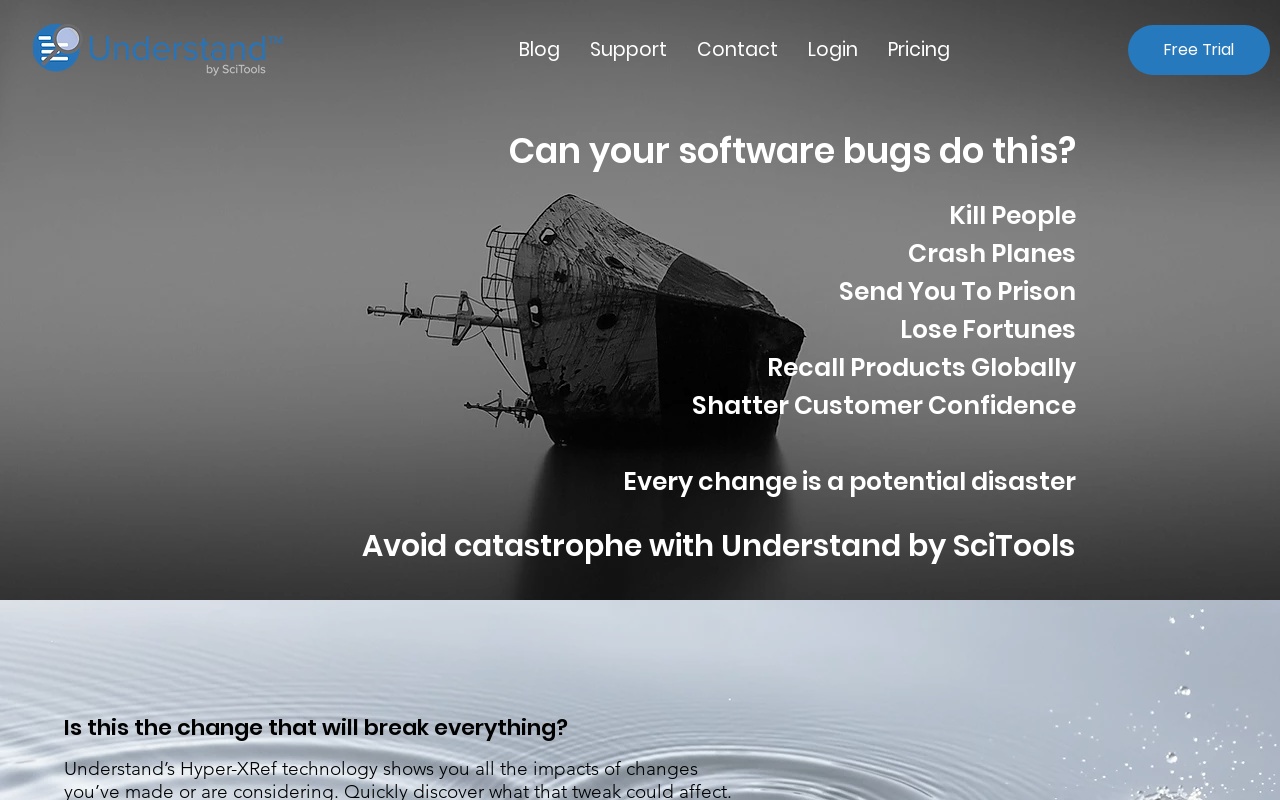 Understand™
by SciTools
Blog
Support
Contact
Login
Pricing
Free Trial
Can your software bugs do this?
Kill People
Crash Planes
Send You To Prison
Lose Fortunes
Recall Products Globally
Shatter Customer Confidence
Every change is a potential disaster
Avoid catastrophe with Understand by SciTools
Is this the change that will break everything?
Understand’s Hyper-XRef technology shows you all the impacts of changes
you’ve made or are considering. Quickly discover what that tweak could affect.